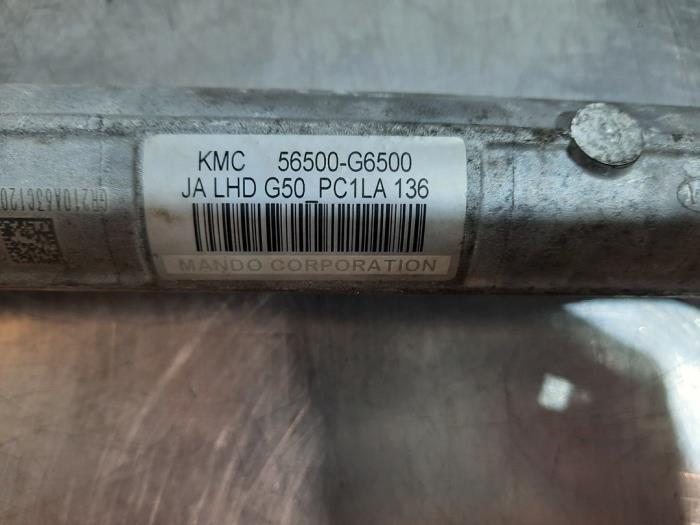 KMC 56500-G6500
JA LHD G50_PC1LA 136
MANDO CORPORATION